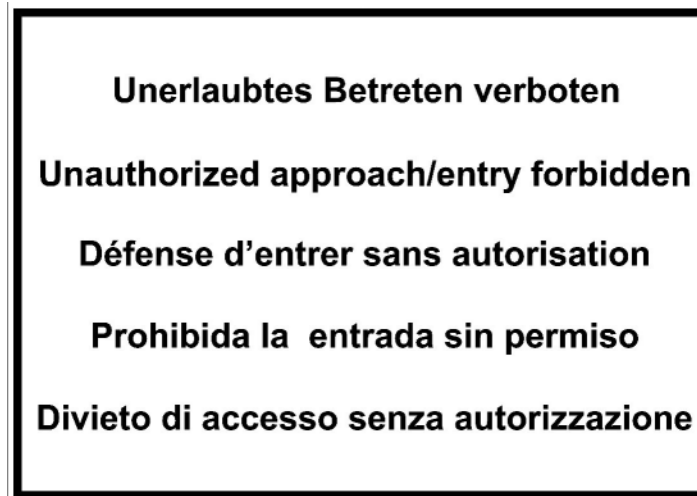 Unerlaubtes Betreten verboten
Unauthorized approach/entry forbidden
Défense d’entrer sans autorisation
Prohibida la  entrada sin permiso
Divieto di accesso senza autorizzazione